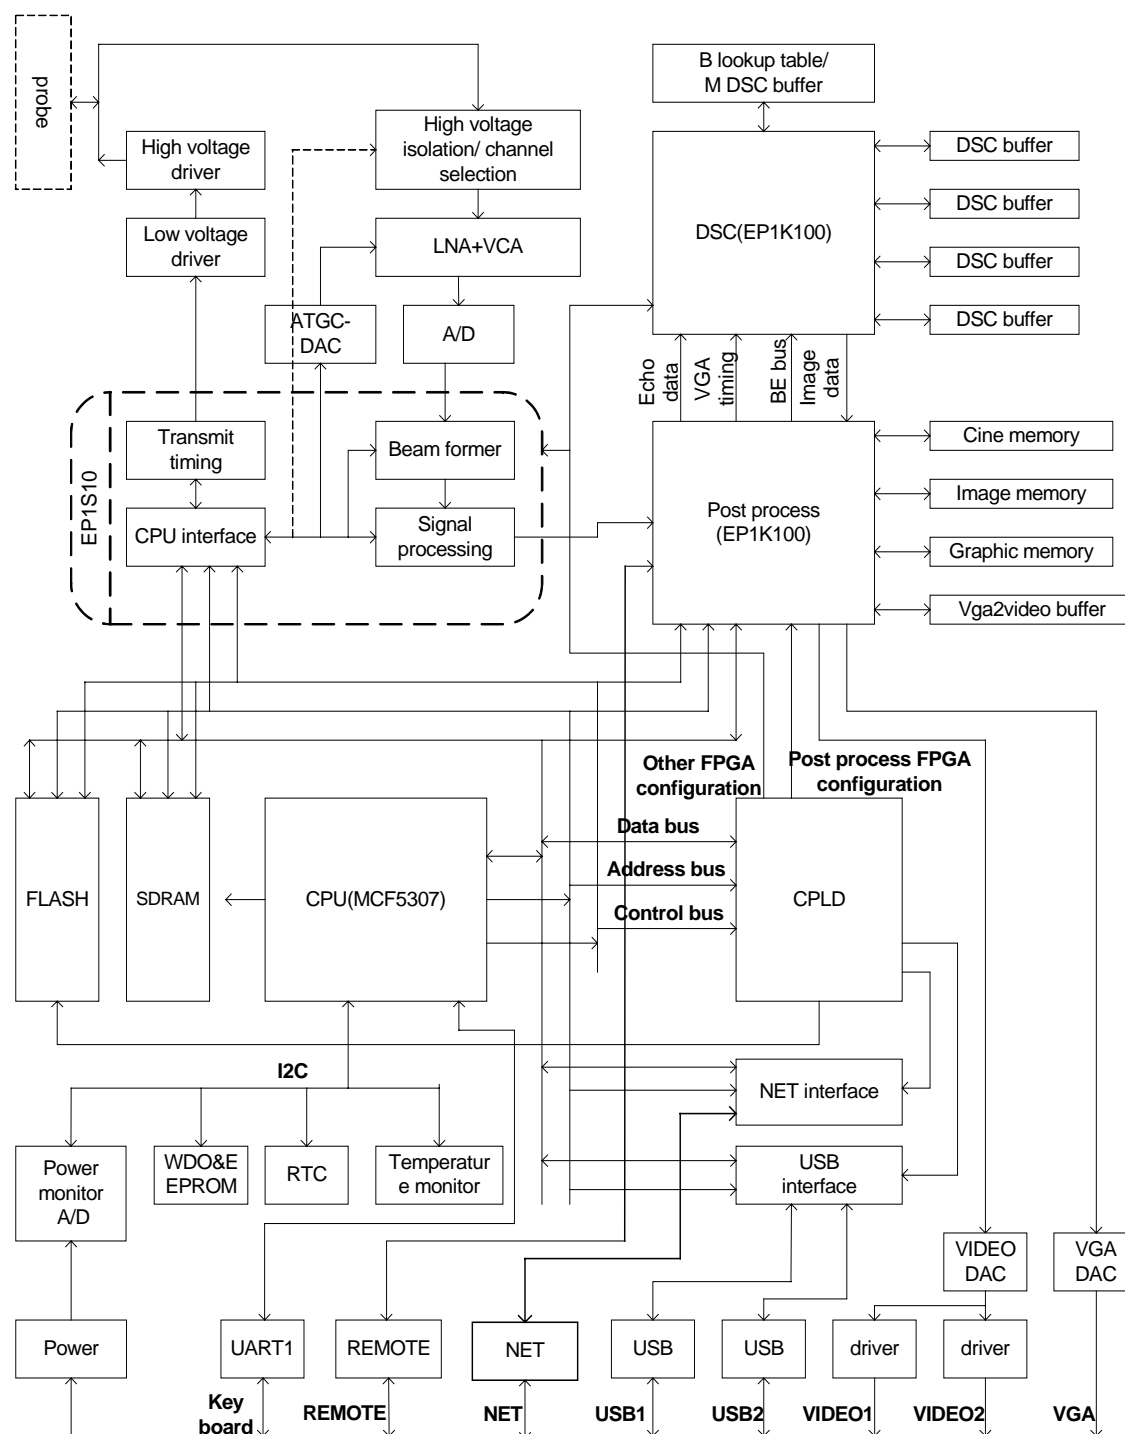 probe
High voltage
driver
Low voltage
driver
High voltage
isolation/ channel
selection
LNA+VCA
ATGC-
DAC
A/D
B lookup table/
M DSC buffer
DSC(EP1K100)
DSC buffer
DSC buffer
DSC buffer
DSC buffer
Echo
data
VGA
timing
BE bus
Image
data
EP1S10
Transmit
timing
CPU interface
Beam former
Signal
processing
Post process
(EP1K100)
Cine memory
Image memory
Graphic memory
Vga2video buffer
Other FPGA
configuration
Post process FPGA
configuration
FLASH
SDRAM
CPU(MCF5307)
Data bus
Address bus
Control bus
CPLD
I2C
NET interface
Power
monitor
A/D
WDO&E
EPROM
RTC
Temperatur
e monitor
USB
interface
VIDEO
DAC
VGA
DAC
Power
UART1
REMOTE
NET
USB
USB
driver
driver
Key
board
REMOTE
NET
USB1
USB2
VIDEO1
VIDEO2
VGA